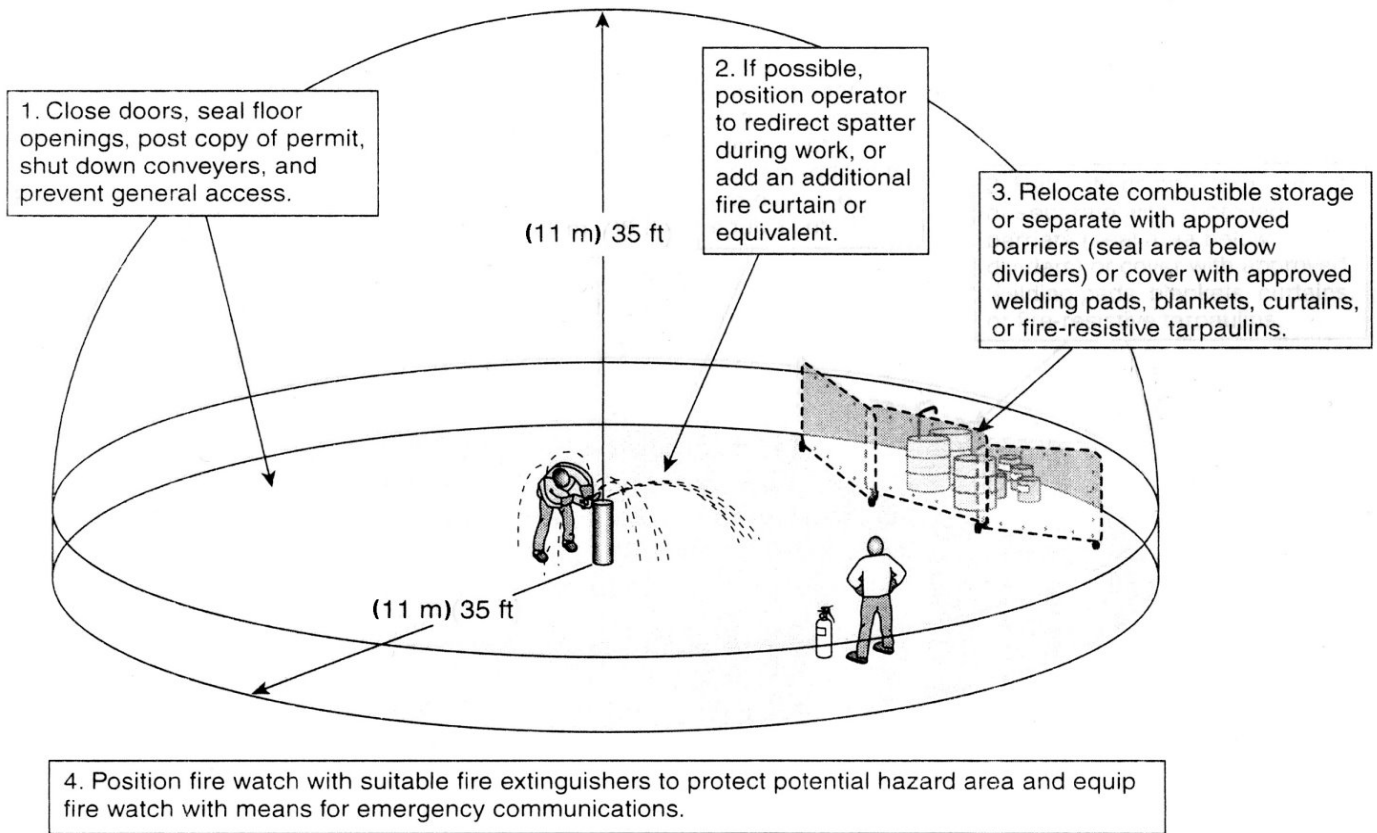 1. Close doors, seal floor
openings, post copy of permit,
shut down conveyers, and
prevent general access.
2. If possible,
position operator
to redirect spatter
during work, or
add an additional
fire curtain or
equivalent.
3. Relocate combustible storage
or separate with approved
barriers (seal area below
dividers) or cover with approved
welding pads, blankets, curtains,
or fire-resistive tarpaulins.
(11 m) 35 ft
(11 m) 35 ft
4. Position fire watch with suitable fire extinguishers to protect potential hazard area and equip
fire watch with means for emergency communications.